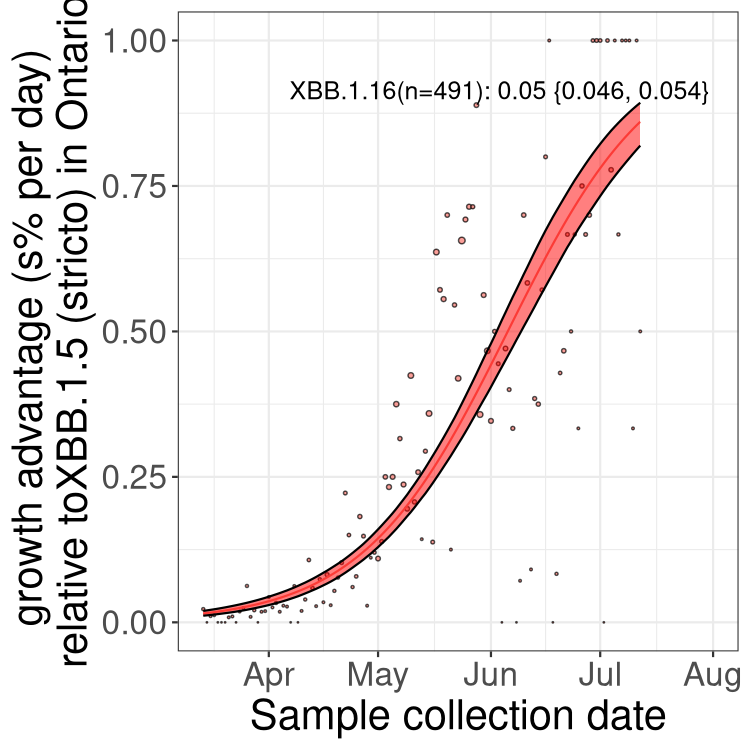 growth advantage (s% per day)
relative toXBB.1.5 (stricto) in Ontario
1.00
0.75
0.50
0.25
0.00
XBB.1.16(n=491): 0.05 {0.046, 0.054}
Apr May Jun Jul Aug
Sample collection date